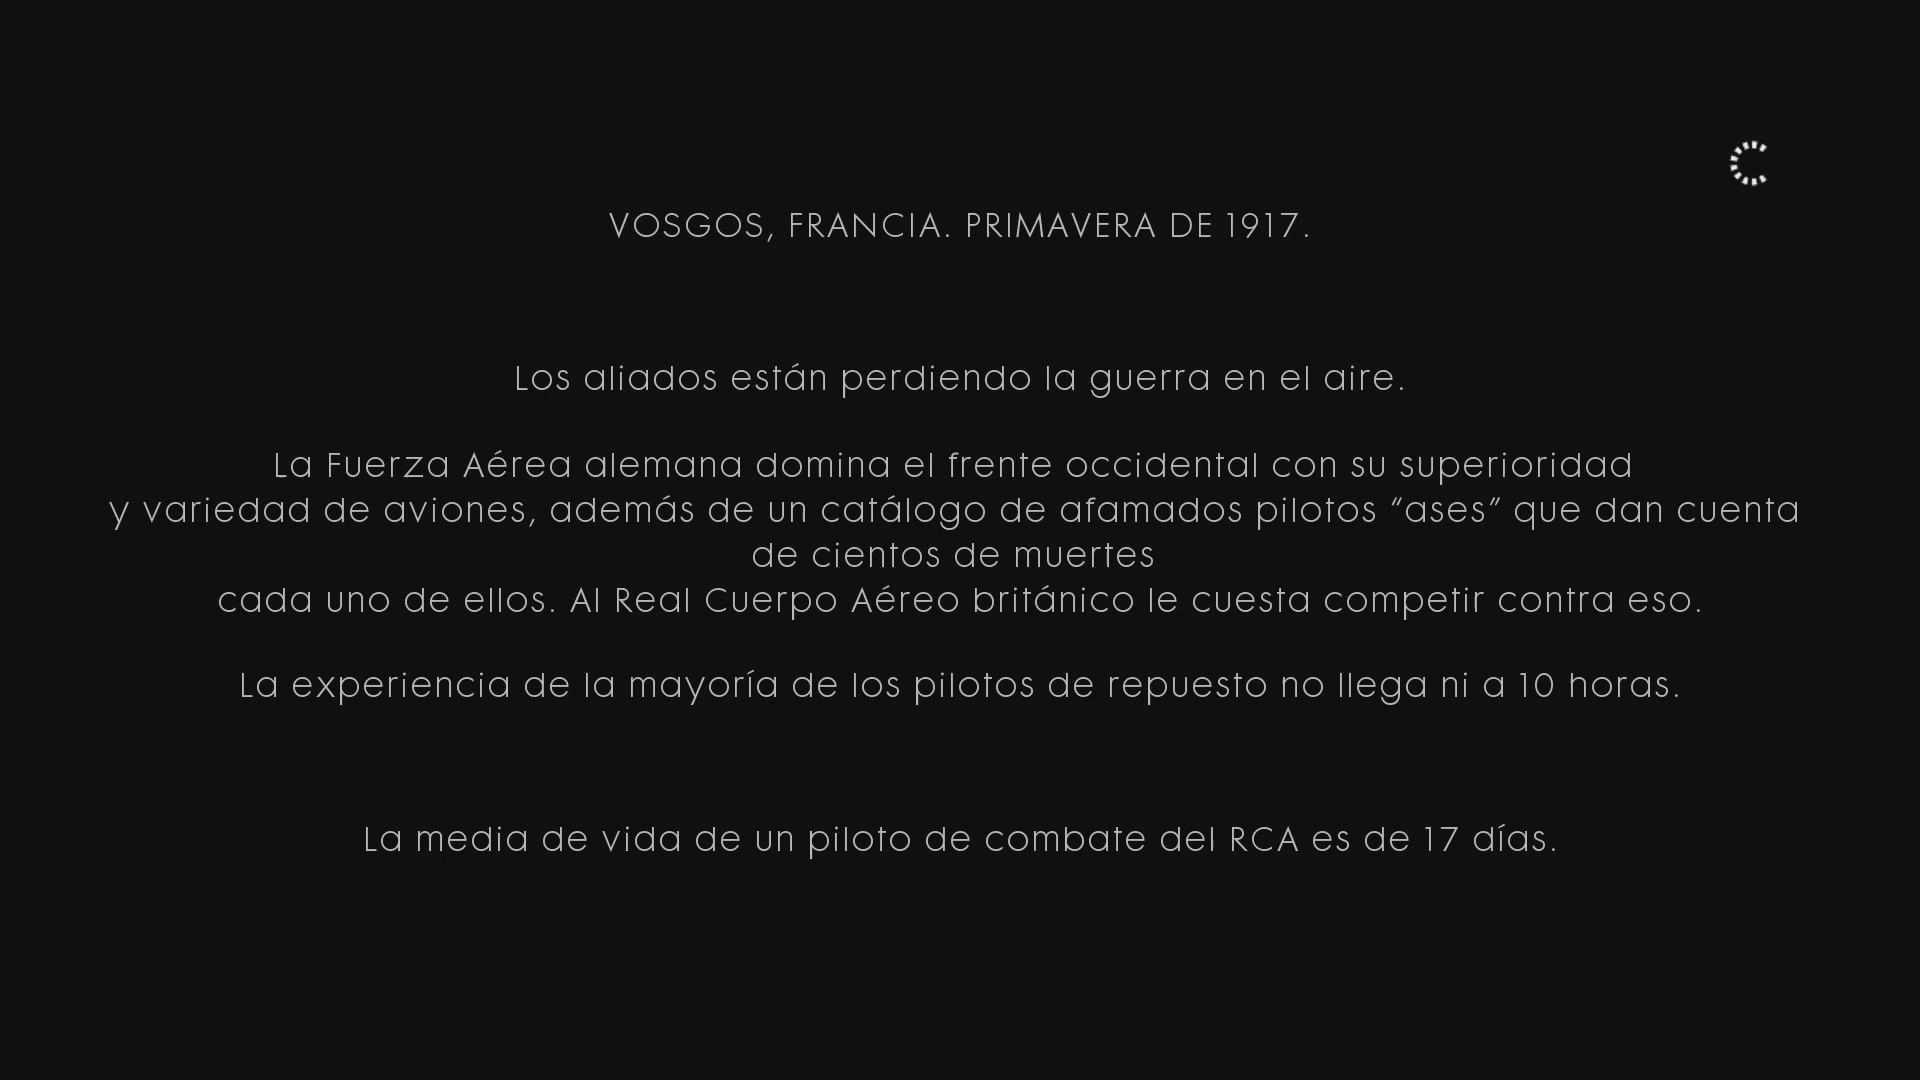 VOSGOS, FRANCIA. PRIMAVERA DE 1917.
Los aliados están perdiendo la guerra en el aire.
La Fuerza Aérea alemana domina el frente occidental con su superioridad
y variedad de aviones, además de un catálogo de afamados pilotos “ases” que dan cuenta
de cientos de muertes
cada uno de ellos. Al Real Cuerpo Aéreo británico le cuesta competir contra eso.
La experiencia de la mayoría de los pilotos de repuesto no llega ni a 10 horas.
La media de vida de un piloto de combate del RCA es de 17 días.